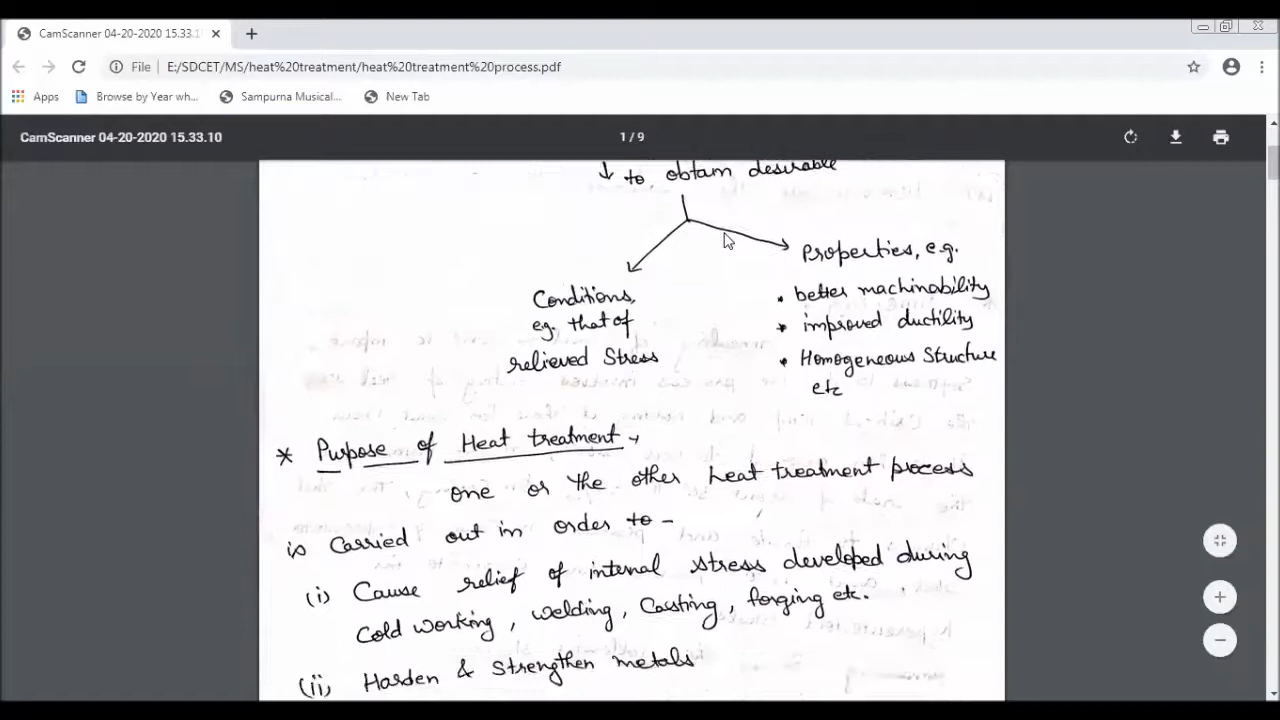 CamScanner 04-20-2020 15.33.1
File E:/SDCET/MS/heat%20treatment/heat%20treatment%20process.pdf
Apps Browse by Year wh... Sampurna Musical... New Tab
CamScanner 04-20-2020 15.33.10 1 / 9
↓ to obtain desirable
Properties, e.g.
Conditions,
eg. that of
relieved Stress
• better machinability
• improved ductility
• Homogeneous Structure
etc
* Purpose of Heat treatment →
one or the other heat treatment process
is carried out in order to –
(i) Cause relief of internal stress developed during
cold working, welding, Casting, forging etc.
(ii) Harden & Strengthen metals